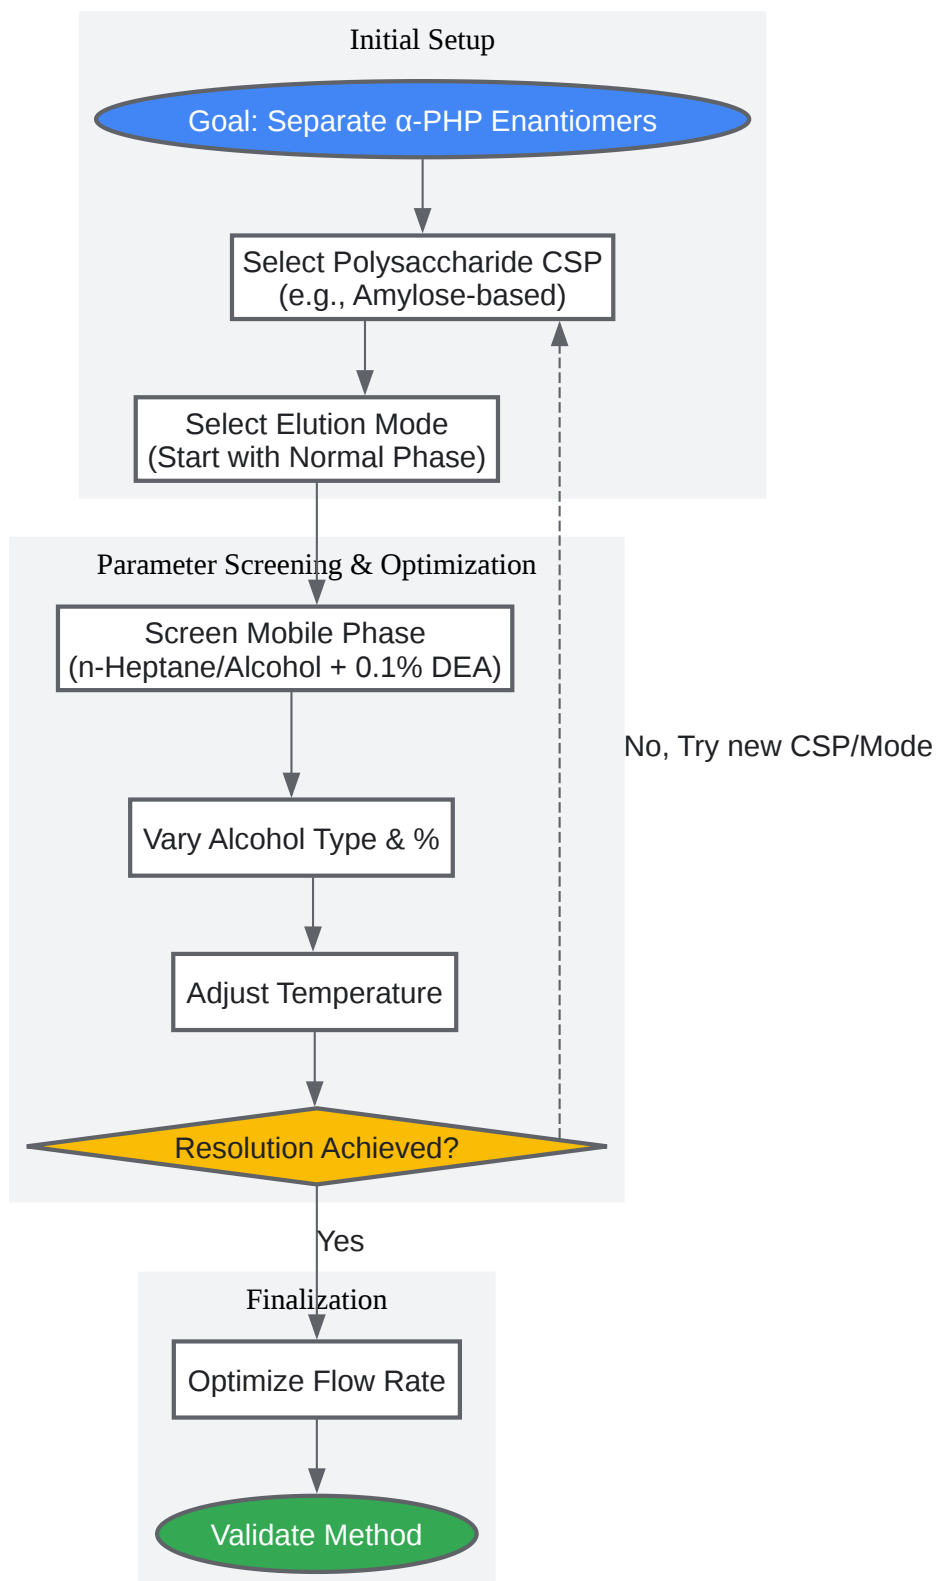 Initial Setup
Goal: Separate α-PHP Enantiomers
Select Polysaccharide CSP
(e.g., Amylose-based)
Select Elution Mode
(Start with Normal Phase)
Parameter Screening & Optimization
Screen Mobile Phase
(n-Heptane/Alcohol + 0.1% DEA)
No, Try new CSP/Mode
Vary Alcohol Type & %
Adjust Temperature
Resolution Achieved?
Yes
Finalization
Optimize Flow Rate
Validate Method